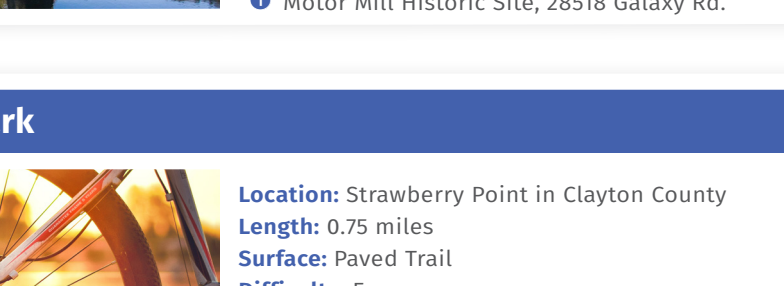 Motor Mill Historic Site, 28518 Galaxy Rd.
rk
Location: Strawberry Point in Clayton County
Length: 0.75 miles
Surface: Paved Trail